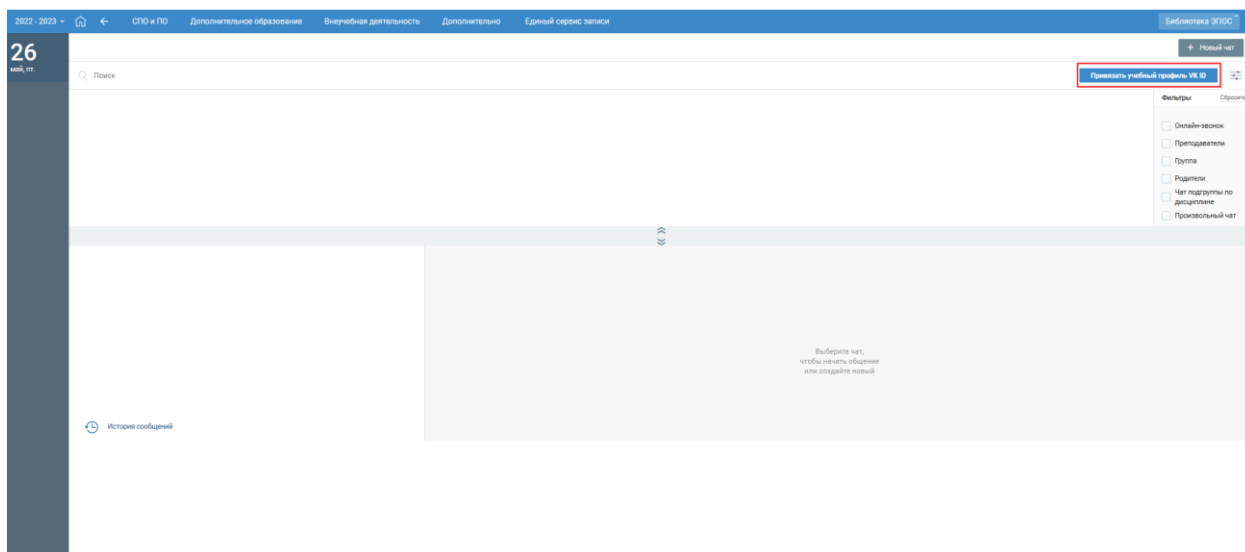 2022 - 2023 СПО и ПО Дополнительное образование Внеучебная деятельность Дополнительно Единый сервис записи Библиотека ЭПОС
26
май, пт.
+ Новый чат
Поиск
Привязать учебный профиль VK ID
Фильтры Сбросить
Онлайн-звонок
Преподаватели
Группа
Родители
Чат подгруппы по
дисциплине
Произвольный чат
Выберите чат,
чтобы начать общение
или создайте новый
История сообщений